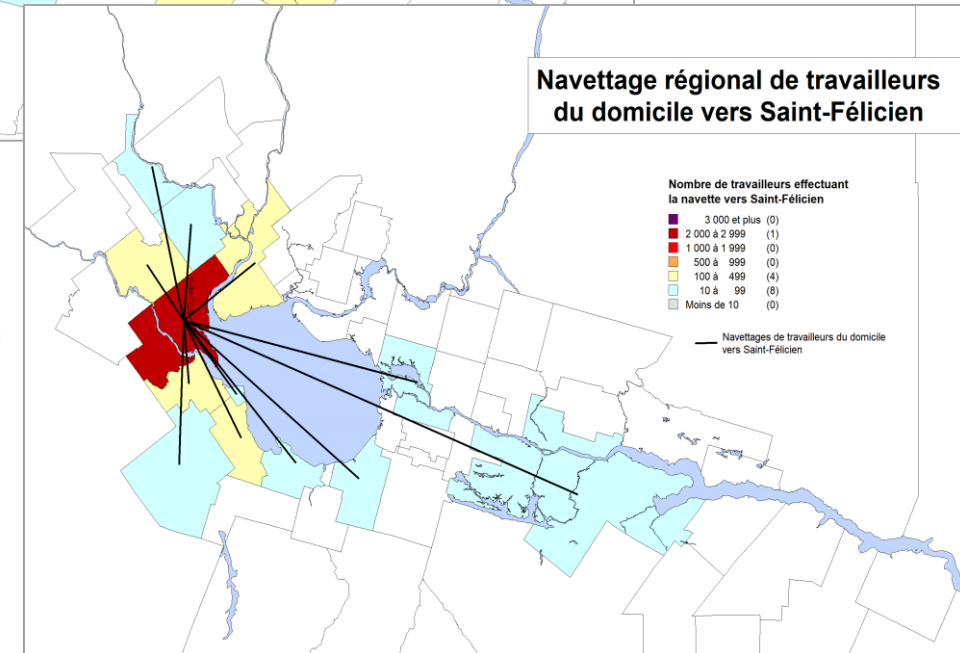 Navettage régional de travailleurs
du domicile vers Saint-Félicien
Nombre de travailleurs effectuant
la navette vers Saint-Félicien
3 000 et plus (0)
2 000 à 2 999 (1)
1 000 à 1 999 (0)
500 à 999 (0)
100 à 499 (4)
10 à 99 (8)
Moins de 10 (0)
Navettages de travailleurs du domicile
vers Saint-Félicien